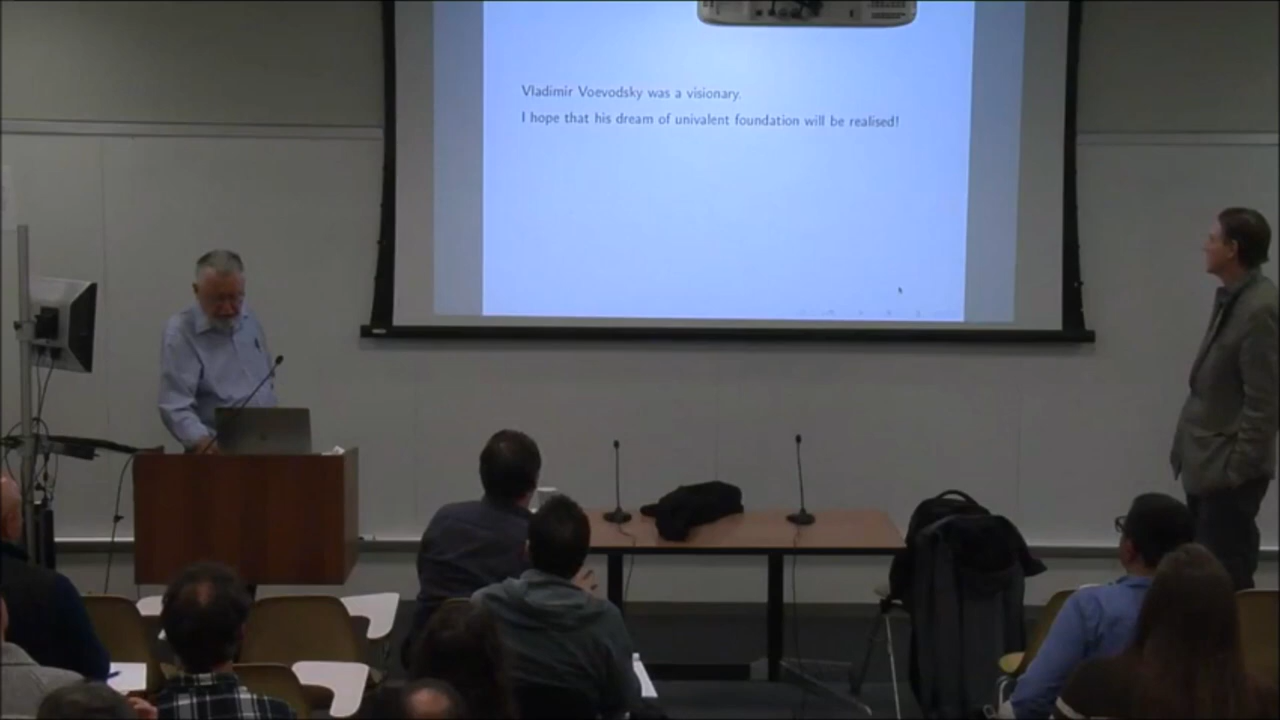 Vladimir Voevodsky was a visionary.
I hope that his dream of univalent foundation will be realised!